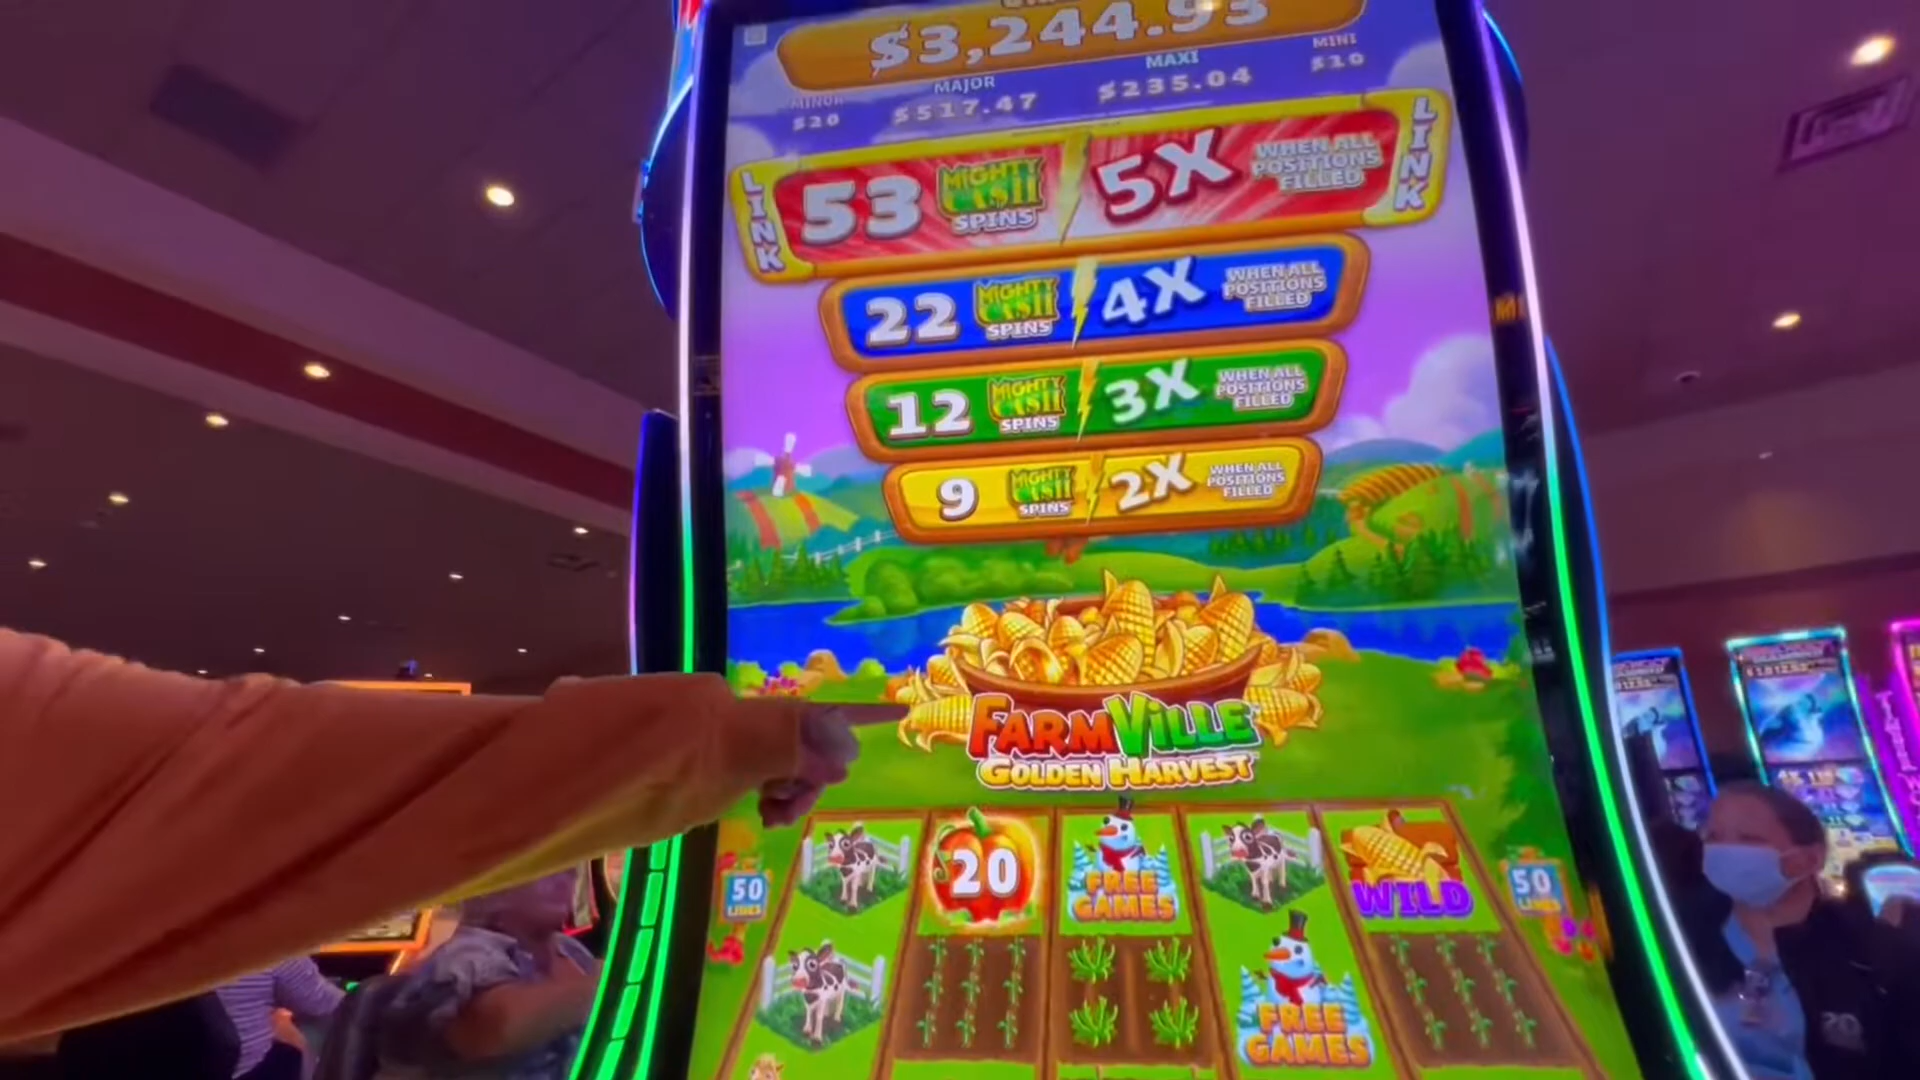 $3,244.93
MINOR
$20
MAJOR
$517.47
MAXI
$235.04
MINI
$10
LINK
53 MIGHTY CASH SPINS
5X WHEN ALL POSITIONS FILLED
LINK
22 MIGHTY CASH SPINS
4X WHEN ALL POSITIONS FILLED
12 MIGHTY CASH SPINS
3X WHEN ALL POSITIONS FILLED
9 MIGHTY CASH SPINS
2X WHEN ALL POSITIONS FILLED
FARMVILLE
GOLDEN HARVEST
50
LINES
20
FREE
GAMES
WILD
50
LINES
FREE
GAMES